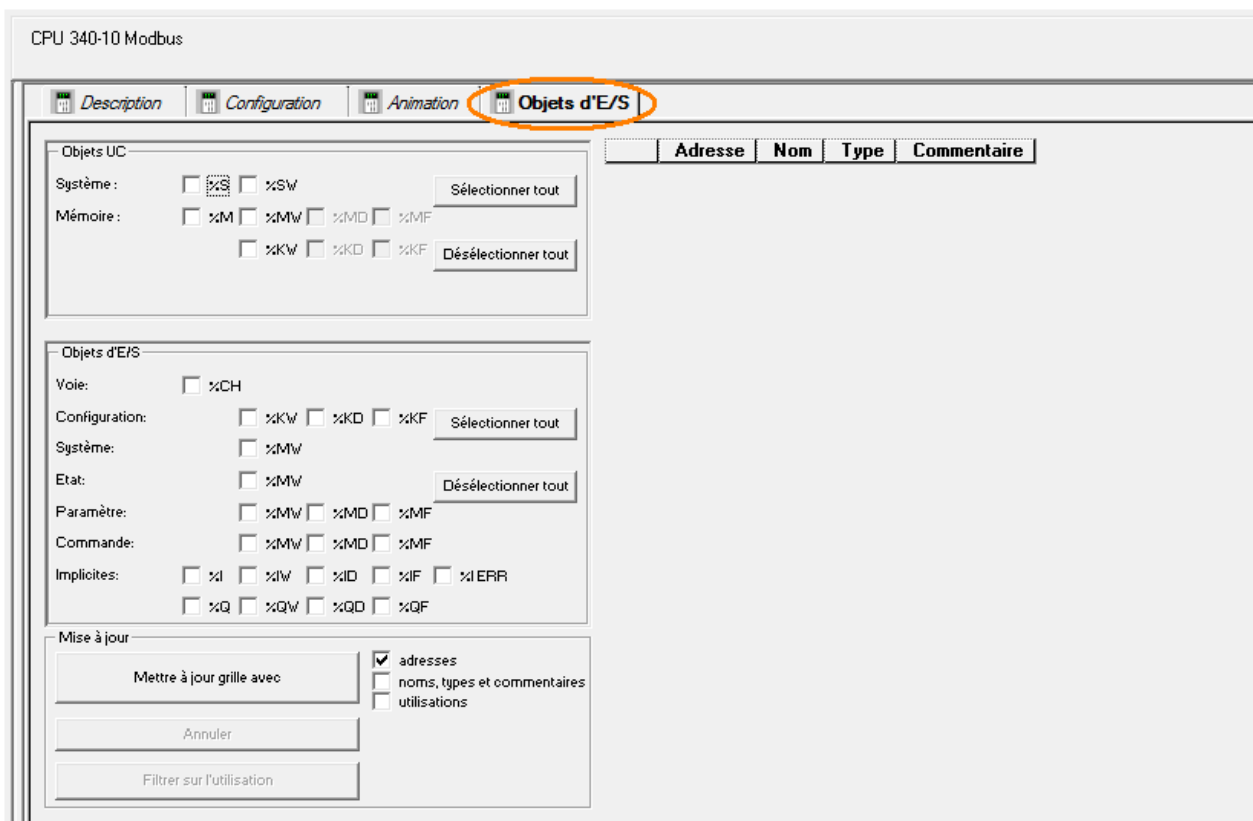 CPU 340-10 Modbus
Description Configuration Animation Objets d'E/S
Objets UC
Système : %S %SW Sélectionner tout
Mémoire : %M %MW %MD %MF
%KW %KD %KF Désélectionner tout
Objets d'E/S
Voie: %CH
Configuration: %KW %KD %KF Sélectionner tout
Système: %MW
Etat: %MW Désélectionner tout
Paramètre: %MW %MD %MF
Commande: %MW %MD %MF
Implicites: %I %IW %ID %IF %I ERR
%Q %QW %QD %QF
Mise à jour
Mettre à jour grille avec
adresses
noms, types et commentaires
utilisations
Annuler
Filtrer sur l'utilisation
Adresse Nom Type Commentaire